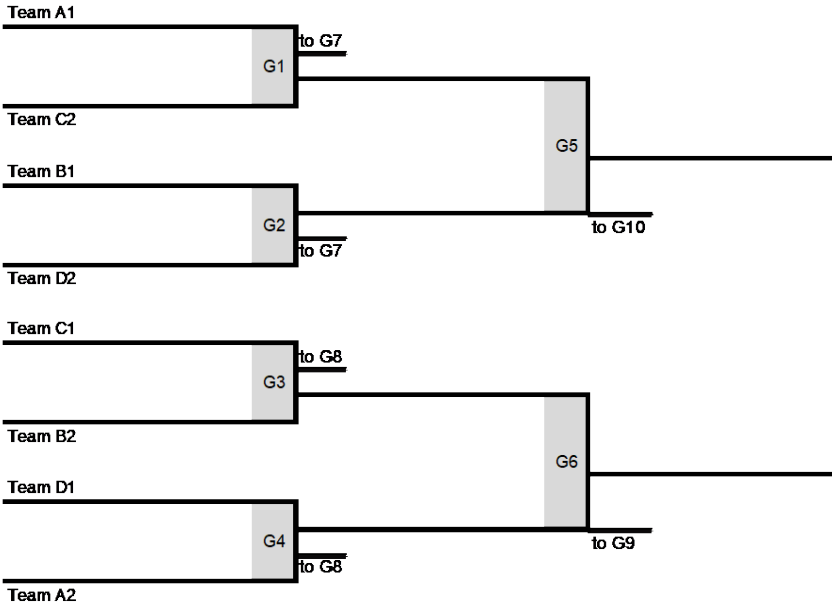 Team A1
to G7
G1
Team C2
G5
Team B1
G2
to G10
to G7
Team D2
Team C1
to G8
G3
Team B2
G6
Team D1
G4
to G9
to G8
Team A2